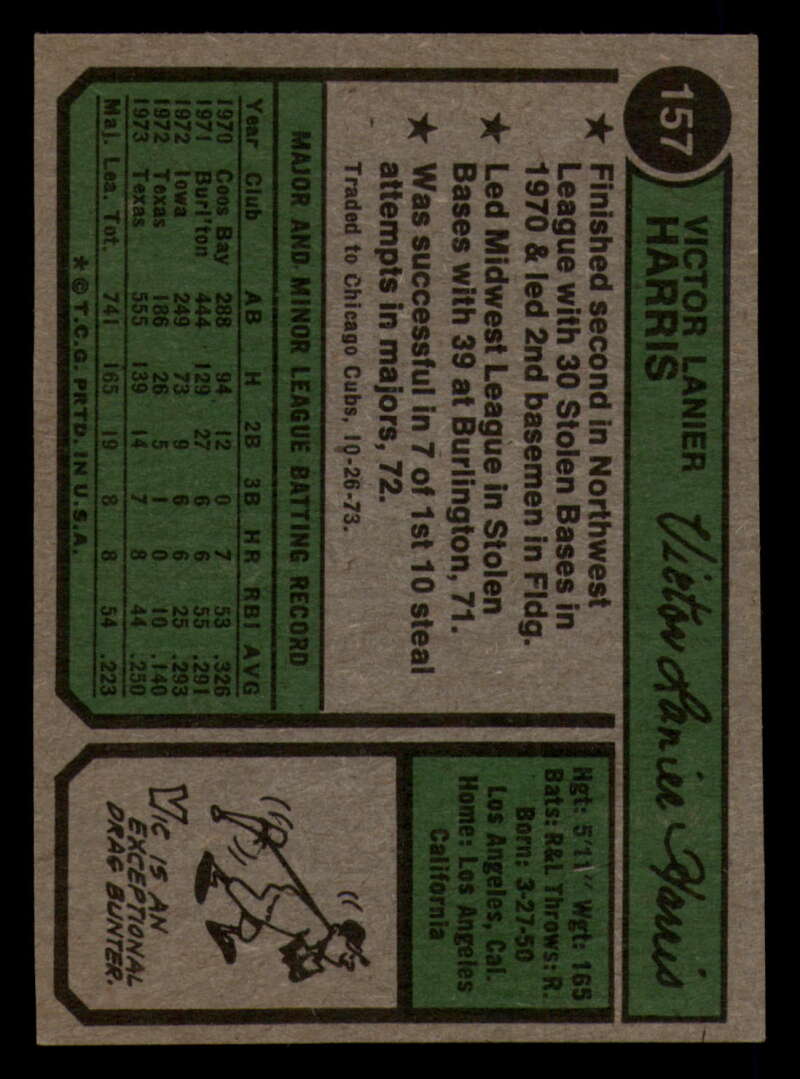 157
VICTOR LANIER
HARRIS
Victor Lanier Harris
★ Finished second in Northwest
League with 30 Stolen Bases in
1970 & led 2nd basemen in Fldg.
★ Led Midwest League in Stolen
Bases with 39 at Burlington, 71.
★ Was successful in 7 of 1st 10 steal
attempts in majors, 72.
Traded to Chicago Cubs, 10-26-73.
MAJOR AND MINOR LEAGUE BATTING RECORD
Year Club AB H 2B 3B HR RBI AVG
1970 Coos Bay 288 94 12 0 7 53 .326
1971 Burl'ton 444 129 27 6 6 55 .291
1972 Iowa 249 73 9 6 6 25 .293
1972 Texas 186 26 5 1 0 10 .140
1973 Texas 555 139 14 7 8 44 .250
Maj. Lea. Tot. 741 165 19 8 8 54 .223
* © T.C.G. PRTD. IN U.S.A.
Hgt: 5'11" Wgt: 165
Bats: R&L Throws: R.
Born: 3-27-50
Los Angeles, Cal.
Home: Los Angeles
California
VIC IS AN
EXCEPTIONAL
DRAG BUNTER.